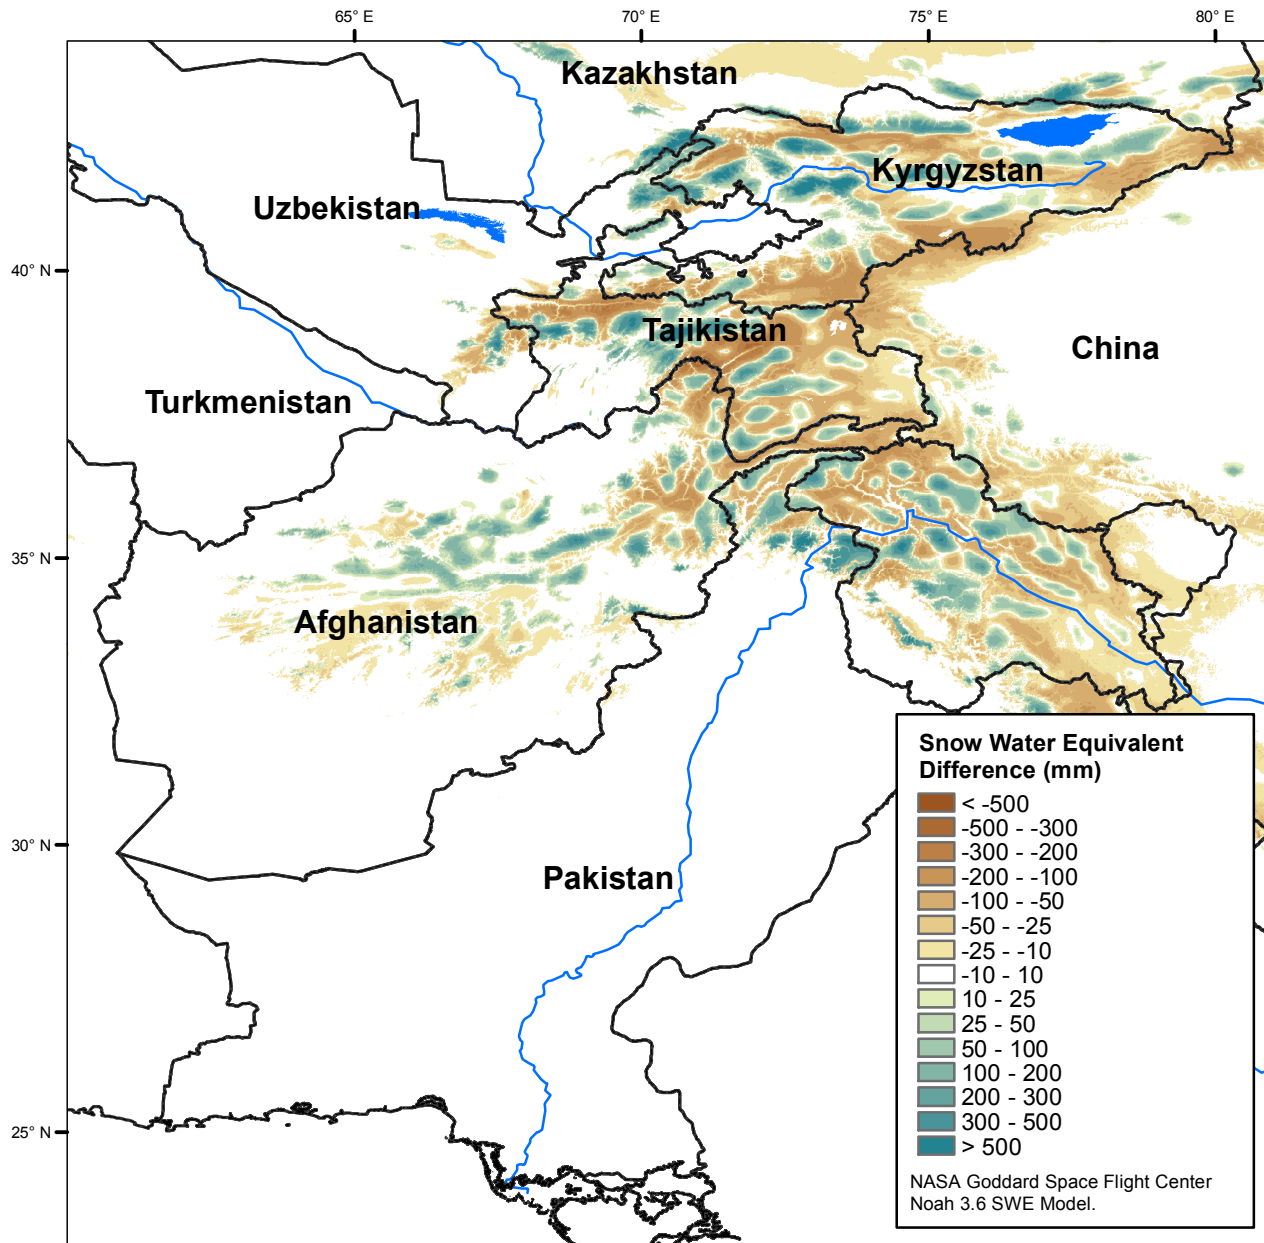 65° E
70° E
75° E
80° E
Kazakhstan
Kyrgyzstan
Uzbekistan
40° N
Tajikistan
China
Turkmenistan
35° N
Afghanistan
30° N
Pakistan
25° N
Snow Water Equivalent
Difference (mm)
< -500
-500 - -300
-300 - -200
-200 - -100
-100 - -50
-50 - -25
-25 - -10
-10 - 10
10 - 25
25 - 50
50 - 100
100 - 200
200 - 300
300 - 500
> 500
NASA Goddard Space Flight Center
Noah 3.6 SWE Model.